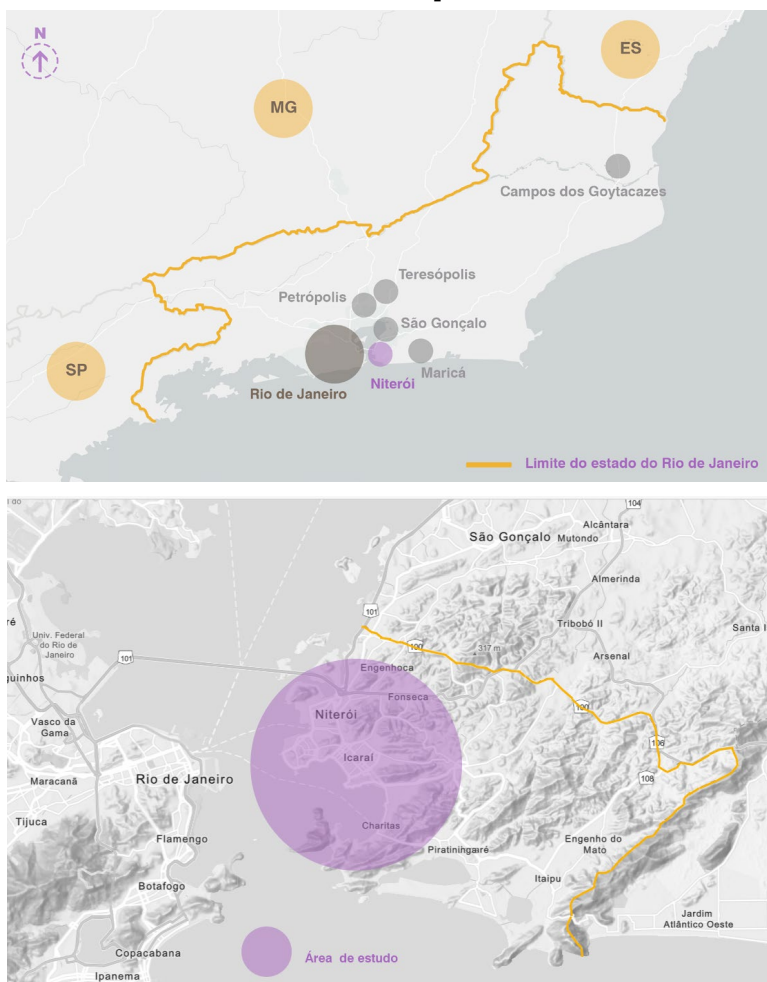 N
ES
MG
Campos dos Goytacazes
Teresópolis
Petrópolis
São Gonçalo
SP
Niterói
Maricá
Rio de Janeiro
Limite do estado do Rio de Janeiro
104
Alcântara
São Gonçalo
Mutondo
Almerinda
101
Tribobó II
Santa I
Univ. Federal
do Rio de
Janeiro
100
317 m
101
Arsenal
Engenhoca
Fonseca
100
Niterói
Vasco da
Gama
106
Icaraí
Maracanã
Rio de Janeiro
108
Tijuca
Charitas
Flamengo
Engenho do
Mato
Piratiningaré
Itaipu
Botafogo
Jardim
Atlântico Oeste
Copacabana
Área de estudo
Ipanema